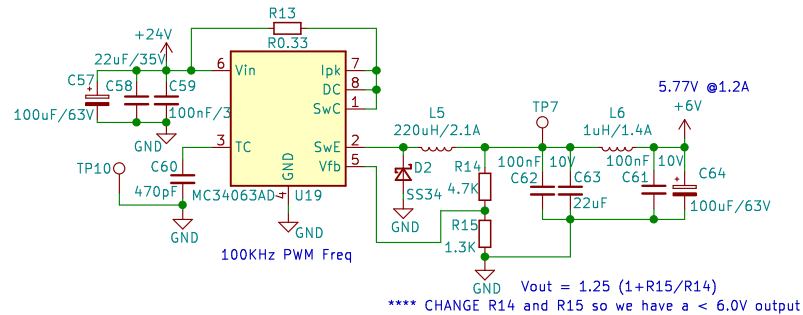 R13
R0.33
+24V
22uF/35V
C57
C58
C59
100uF/63V
100nF/3
GND
6
Vin
Ipk
7
DC
8
SwC
1
3
TC
SwE
2
Vfb
5
GND
4
MC34063AD
U19
GND
TP10
C60
470pF
GND
100KHz PWM Freq
L5
220uH/2.1A
D2
SS34
GND
R14
4.7K
R15
1.3K
GND
TP7
L6
1uH/1.4A
5.77V @1.2A
+6V
100nF
10V
C62
C63
22uF
100nF
10V
C61
C64
100uF/63V
Vout = 1.25 (1+R15/R14)
**** CHANGE R14 and R15 so we have a < 6.0V output